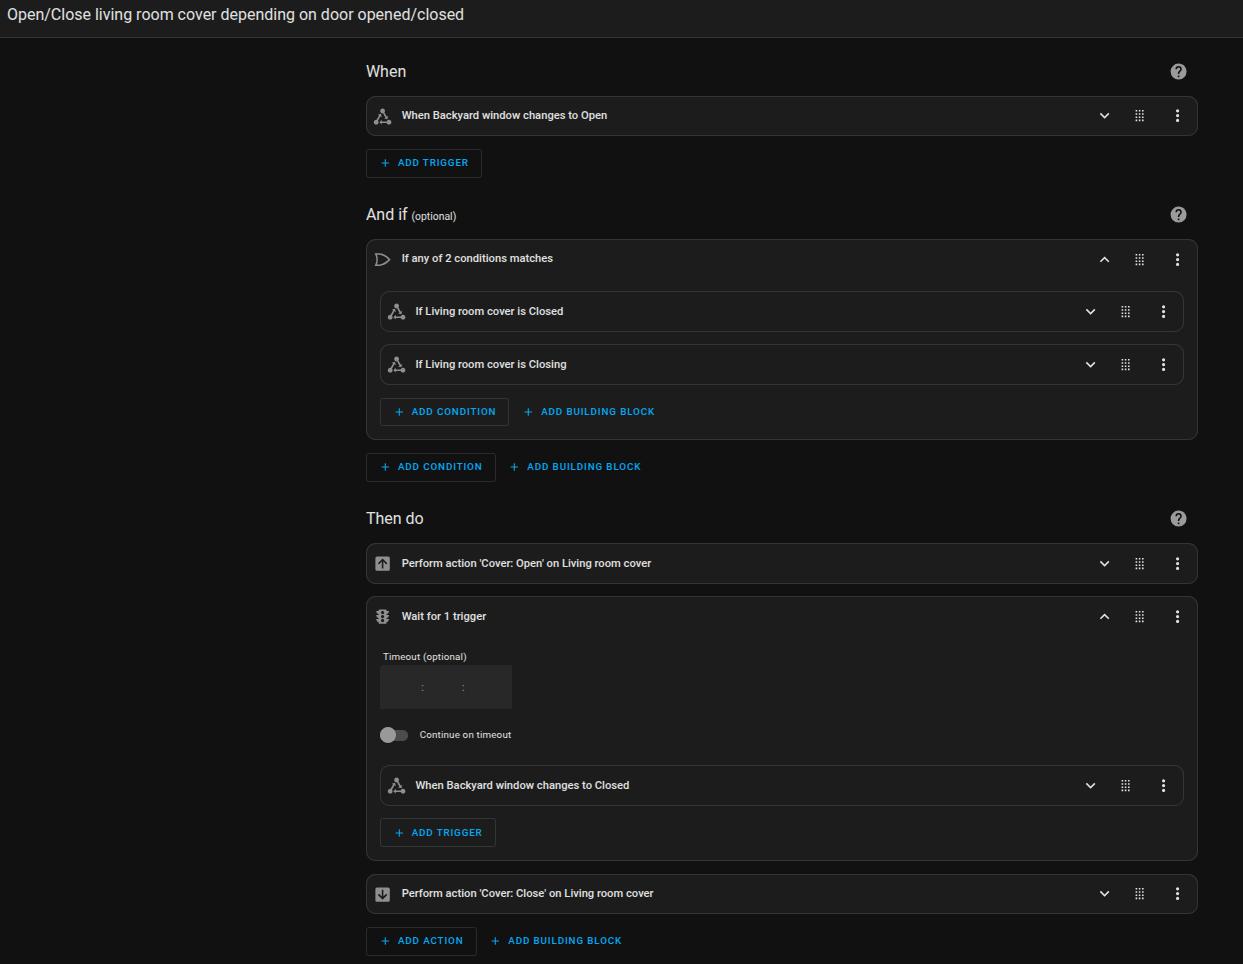 Open/Close living room cover depending on door opened/closed
When
When Backyard window changes to Open
+ ADD TRIGGER
And if (optional)
If any of 2 conditions matches
If Living room cover is Closed
If Living room cover is Closing
+ ADD CONDITION + ADD BUILDING BLOCK
+ ADD CONDITION + ADD BUILDING BLOCK
Then do
Perform action 'Cover: Open' on Living room cover
Wait for 1 trigger
Timeout (optional)
: :
Continue on timeout
When Backyard window changes to Closed
+ ADD TRIGGER
Perform action 'Cover: Close' on Living room cover
+ ADD ACTION + ADD BUILDING BLOCK